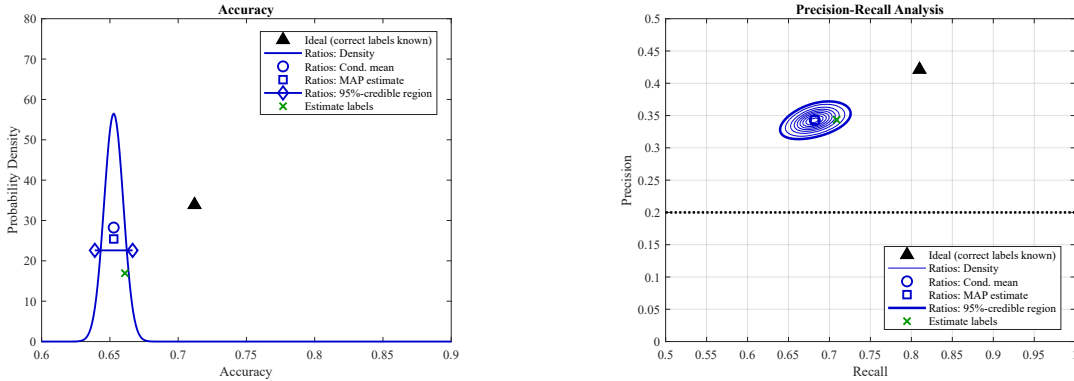 Accuracy
80
70
60
50
40
30
20
10
0
Probability Density
0.6
0.65
0.7
0.75
0.8
0.85
0.9
Accuracy
Ideal (correct labels known)
Ratios: Density
Ratios: Cond. mean
Ratios: MAP estimate
Ratios: 95%-credible region
Estimate labels
Precision-Recall Analysis
0.5
0.45
0.4
0.35
0.3
0.25
0.2
0.15
0.1
0.05
0
Precision
0.5
0.55
0.6
0.65
0.7
0.75
0.8
0.85
0.9
0.95
1
Recall
Ideal (correct labels known)
Ratios: Density
Ratios: Cond. mean
Ratios: MAP estimate
Ratios: 95%-credible region
Estimate labels